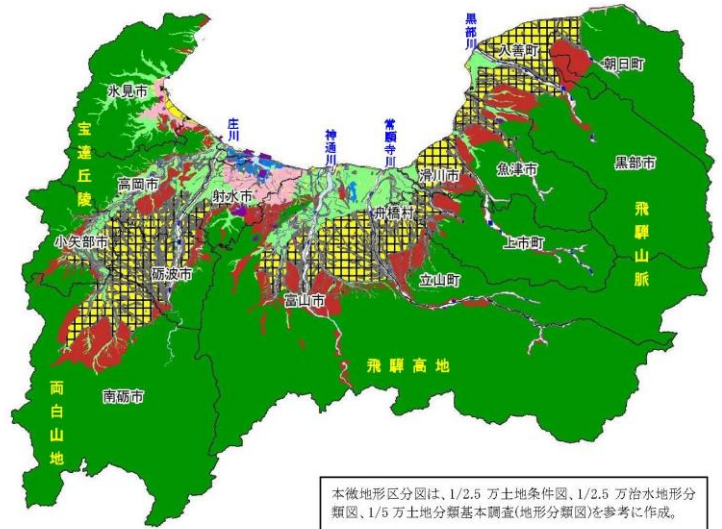 黒部川
入善町
朝日町
氷見市
庄川
神通川
常願寺川
宝達丘陵
高岡市
射水市
滑川市
魚津市
黒部市
舟橋村
小矢部市
砺波市
上市町
飛騨山脈
富山市
立山町
飛騨高地
両白山地
南砺市
本微地形区分図は、1/2.5 万土地条件図、1/2.5 万治水地形分
類図、1/5 万土地分類基本調査(地形分類図)を参考に作成。